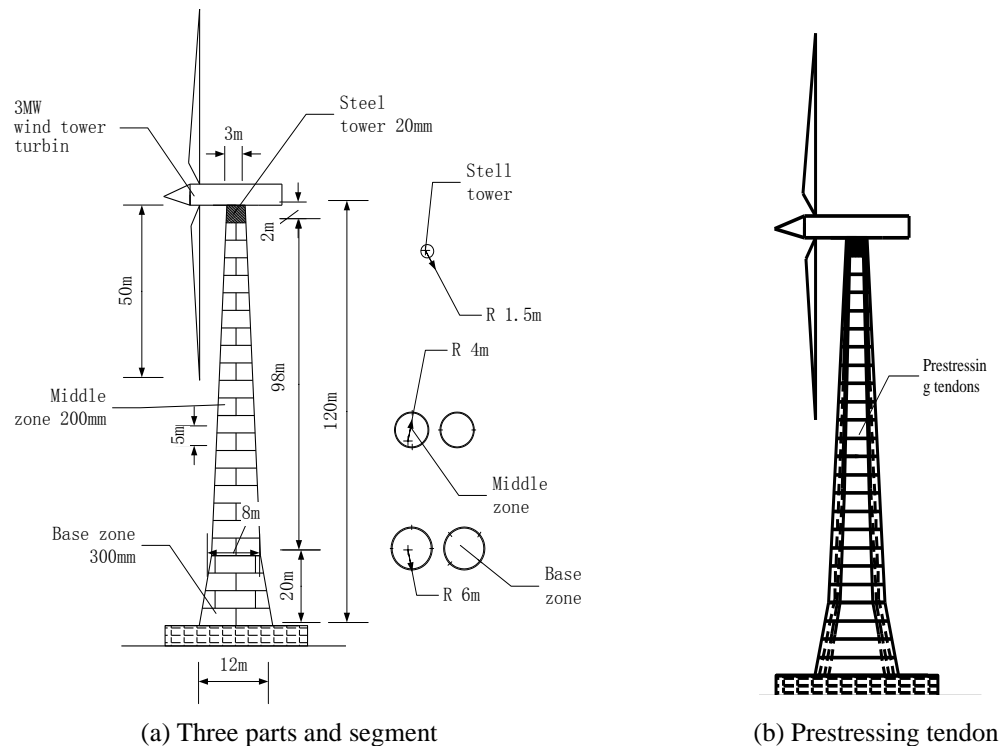 3MW
wind tower
turbin
Steel
tower 20mm
3m
Stell
tower
2m
50m
R 1.5m
R 4m
98m
120m
Middle
zone 200mm
5m
Prestressin
g tendons
Middle
zone
8m
Base zone
300mm
20m
Base
zone
R 6m
12m
(a) Three parts and segment
(b) Prestressing tendon